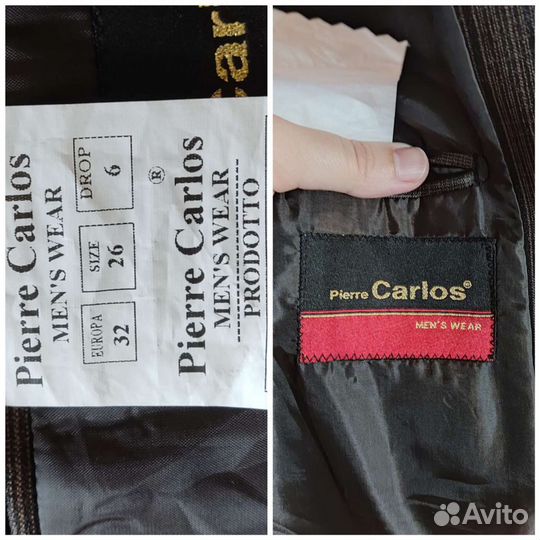 car
Pierre Carlos
MEN'S WEAR
EUROPA SIZE DROP
32 26 6
Pierre Carlos®
MEN'S WEAR
PRODOTTO
Pierre Carlos®
MEN'S WEAR
Avito